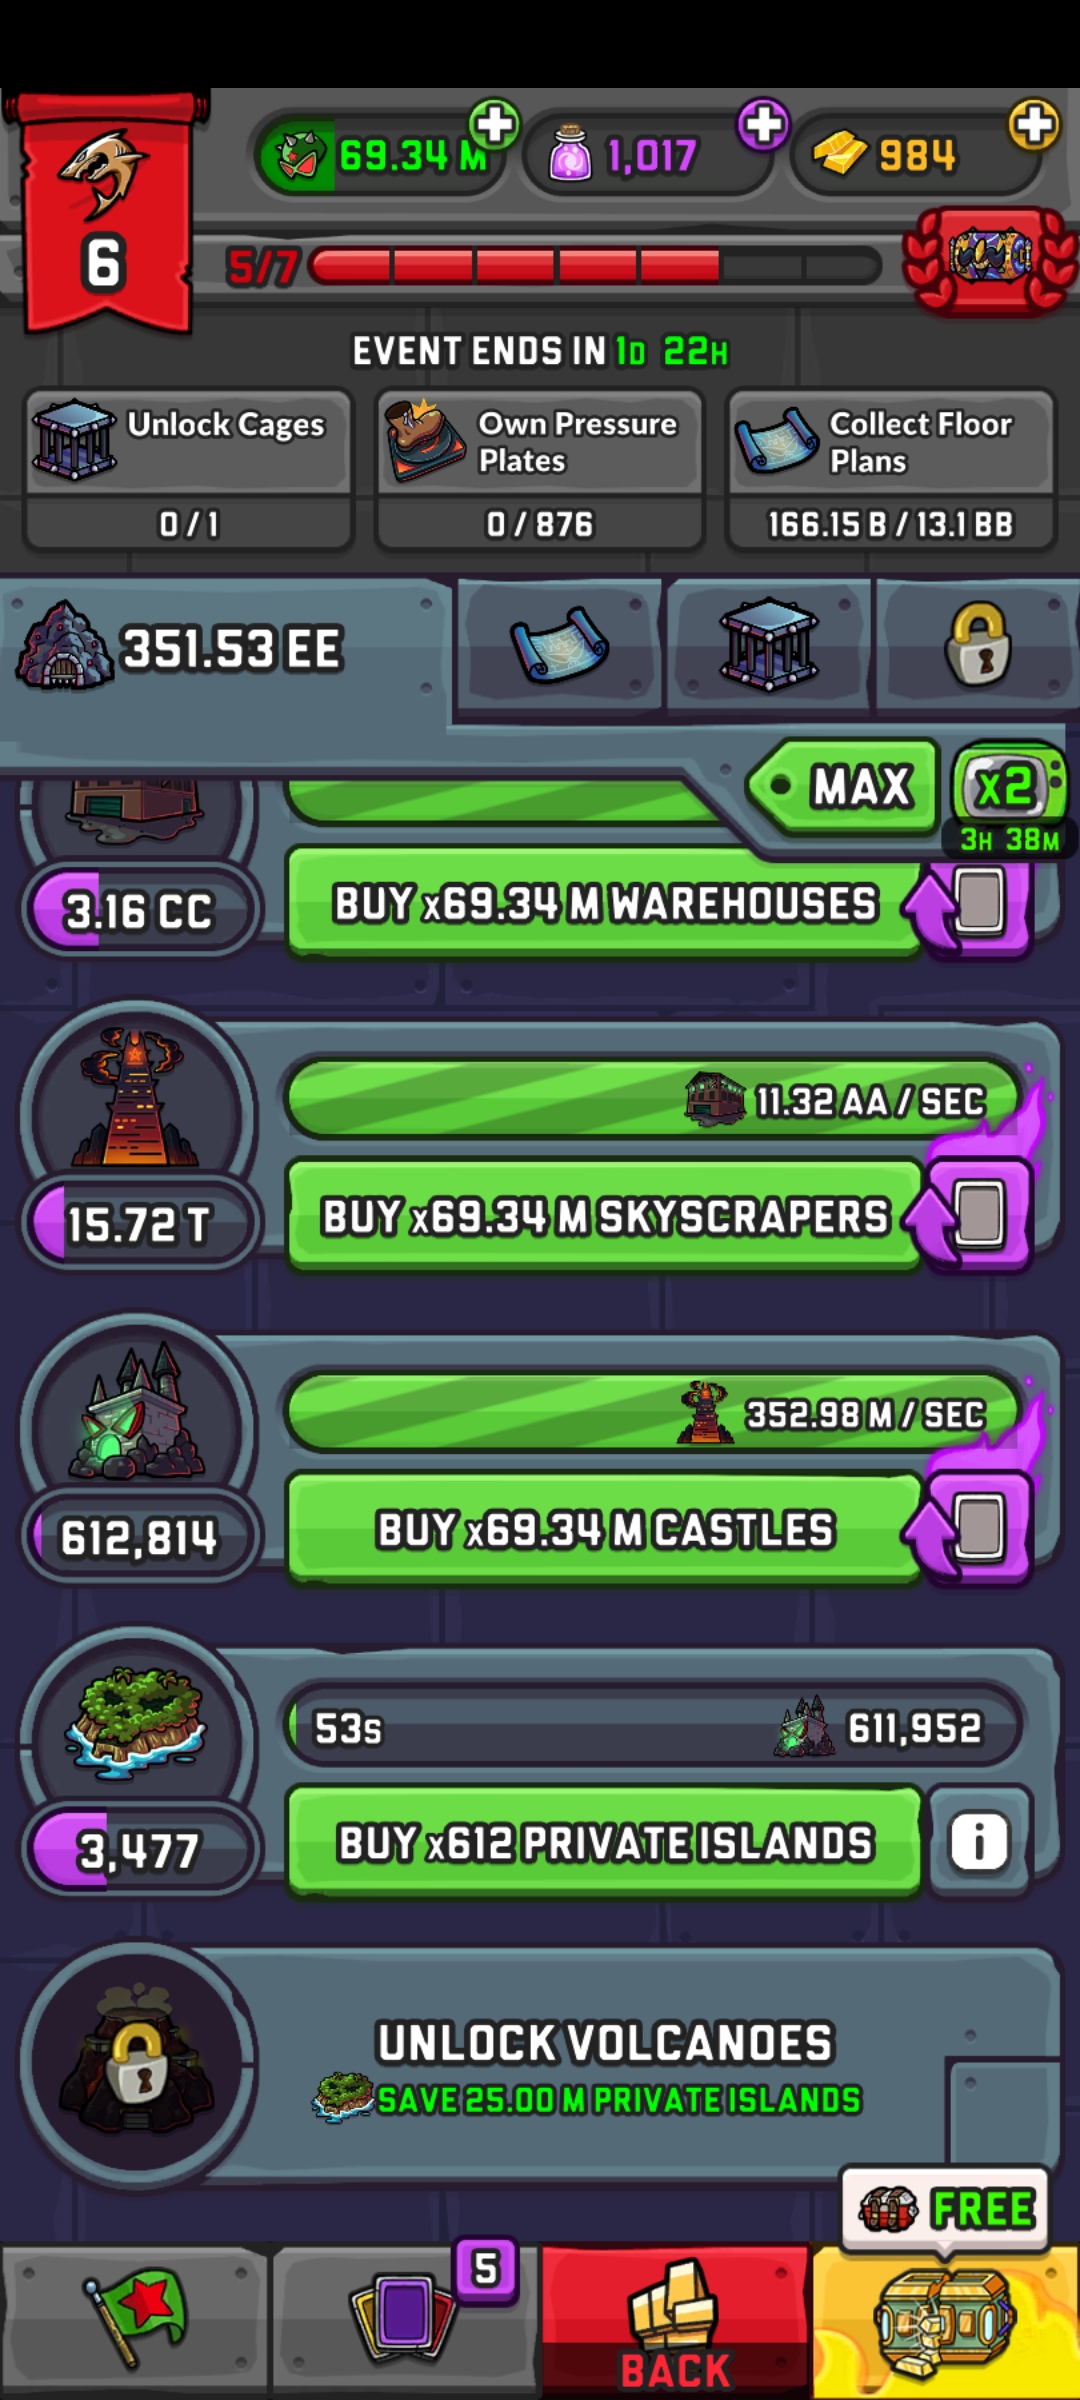 69.34 M
1,017
984
6
5/7
EVENT ENDS IN 1D 22H
Unlock Cages
0 / 1
Own Pressure
Plates
0 / 876
Collect Floor
Plans
166.15 B / 13.1 BB
351.53 EE
MAX
x2
3H 38M
3.16 CC
BUY x69.34 M WAREHOUSES
11.32 AA / SEC
15.72 T
BUY x69.34 M SKYSCRAPERS
352.98 M / SEC
612,814
BUY x69.34 M CASTLES
53s
611,952
3,477
BUY x612 PRIVATE ISLANDS
i
UNLOCK VOLCANOES
SAVE 25.00 M PRIVATE ISLANDS
FREE
5
BACK